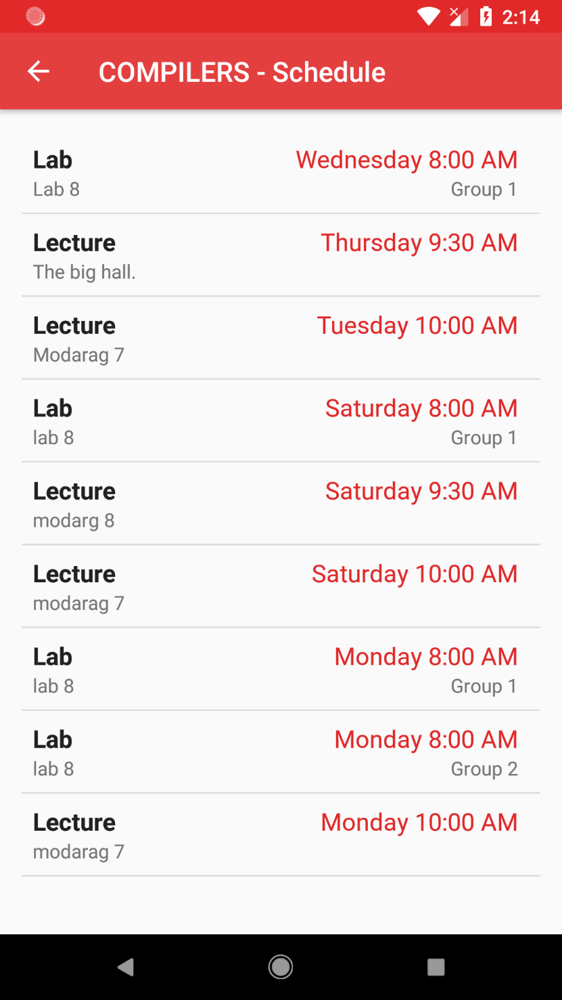 2:14
COMPILERS - Schedule
Lab Wednesday 8:00 AM
Lab 8 Group 1
Lecture Thursday 9:30 AM
The big hall.
Lecture Tuesday 10:00 AM
Modarag 7
Lab Saturday 8:00 AM
lab 8 Group 1
Lecture Saturday 9:30 AM
modarg 8
Lecture Saturday 10:00 AM
modarag 7
Lab Monday 8:00 AM
lab 8 Group 1
Lab Monday 8:00 AM
lab 8 Group 2
Lecture Monday 10:00 AM
modarag 7